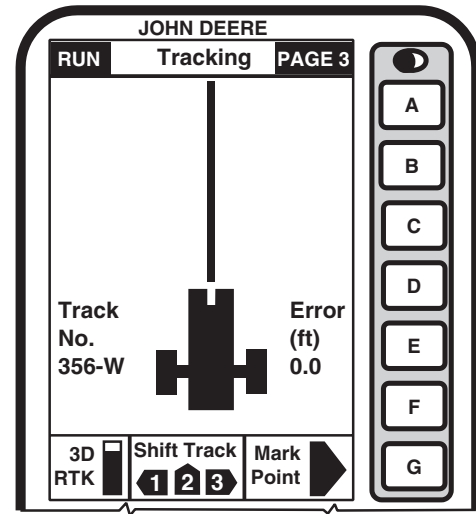 JOHN DEERE
RUN Tracking PAGE 3
A
B
C
D
E
F
G
Track
No.
356-W
Error
(ft)
0.0
3D
RTK
Shift Track
1 2 3
Mark
Point